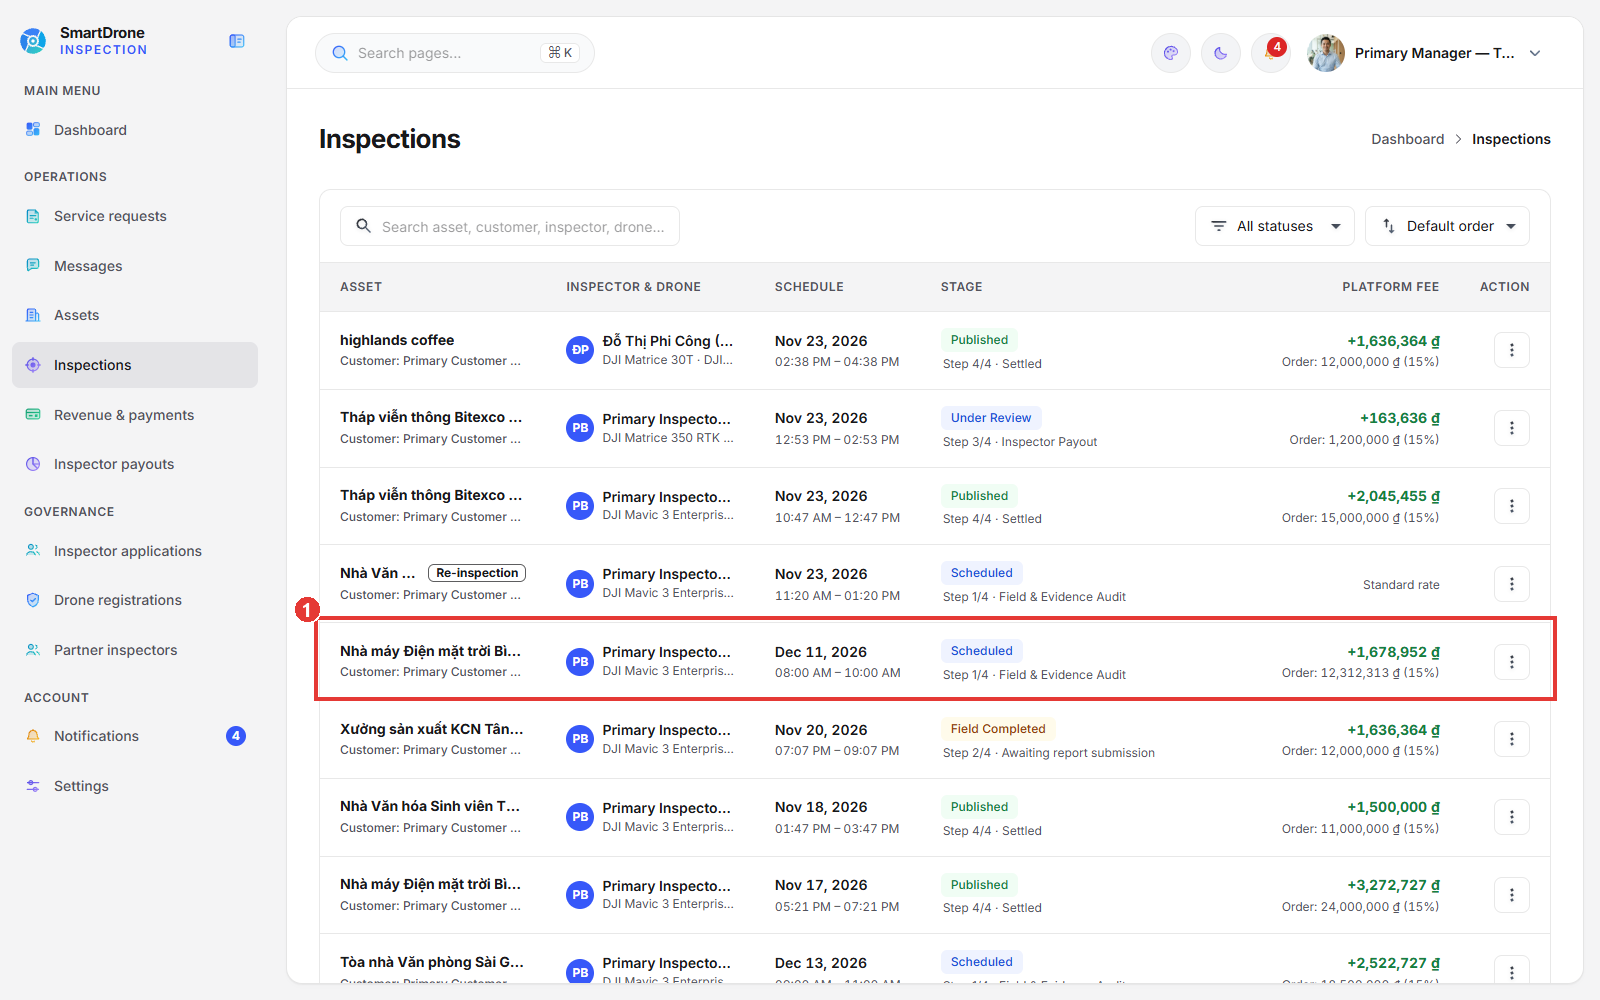 SmartDrone
INSPECTION
MAIN MENU
Dashboard
OPERATIONS
Service requests
Messages
Assets
Inspections
Revenue & payments
Inspector payouts
GOVERNANCE
Inspector applications
Drone registrations
Partner inspectors
ACCOUNT
Notifications 4
Settings
Search pages... ⌘ K
4
Primary Manager — T...
Inspections
Dashboard > Inspections
Search asset, customer, inspector, drone...
All statuses
Default order
ASSET INSPECTOR & DRONE SCHEDULE STAGE PLATFORM FEE ACTION
highlands coffee ĐP Đỗ Thị Phi Công (... Nov 23, 2026 Published +1,636,364 ₫
Customer: Primary Customer ... DJI Matrice 30T · DJI... 02:38 PM – 04:38 PM Step 4/4 · Settled Order: 12,000,000 ₫ (15%)
Tháp viễn thông Bitexco ... PB Primary Inspecto... Nov 23, 2026 Under Review +163,636 ₫
Customer: Primary Customer ... DJI Matrice 350 RTK ... 12:53 PM – 02:53 PM Step 3/4 · Inspector Payout Order: 1,200,000 ₫ (15%)
Tháp viễn thông Bitexco ... PB Primary Inspecto... Nov 23, 2026 Published +2,045,455 ₫
Customer: Primary Customer ... DJI Mavic 3 Enterpris... 10:47 AM – 12:47 PM Step 4/4 · Settled Order: 15,000,000 ₫ (15%)
Nhà Văn ... Re-inspection PB Primary Inspecto... Nov 23, 2026 Scheduled Standard rate
Customer: Primary Customer ... DJI Mavic 3 Enterpris... 11:20 AM – 01:20 PM Step 1/4 · Field & Evidence Audit
1
Nhà máy Điện mặt trời Bì... PB Primary Inspecto... Dec 11, 2026 Scheduled +1,678,952 ₫
Customer: Primary Customer ... DJI Mavic 3 Enterpris... 08:00 AM – 10:00 AM Step 1/4 · Field & Evidence Audit Order: 12,312,313 ₫ (15%)
Xưởng sản xuất KCN Tân... PB Primary Inspecto... Nov 20, 2026 Field Completed +1,636,364 ₫
Customer: Primary Customer ... DJI Mavic 3 Enterpris... 07:07 PM – 09:07 PM Step 2/4 · Awaiting report submission Order: 12,000,000 ₫ (15%)
Nhà Văn hóa Sinh viên T... PB Primary Inspecto... Nov 18, 2026 Published +1,500,000 ₫
Customer: Primary Customer ... DJI Mavic 3 Enterpris... 01:47 PM – 03:47 PM Step 4/4 · Settled Order: 11,000,000 ₫ (15%)
Nhà máy Điện mặt trời Bì... PB Primary Inspecto... Nov 17, 2026 Published +3,272,727 ₫
Customer: Primary Customer ... DJI Mavic 3 Enterpris... 05:21 PM – 07:21 PM Step 4/4 · Settled Order: 24,000,000 ₫ (15%)
Tòa nhà Văn phòng Sài G... PB Primary Inspecto... Dec 13, 2026 Scheduled +2,522,727 ₫